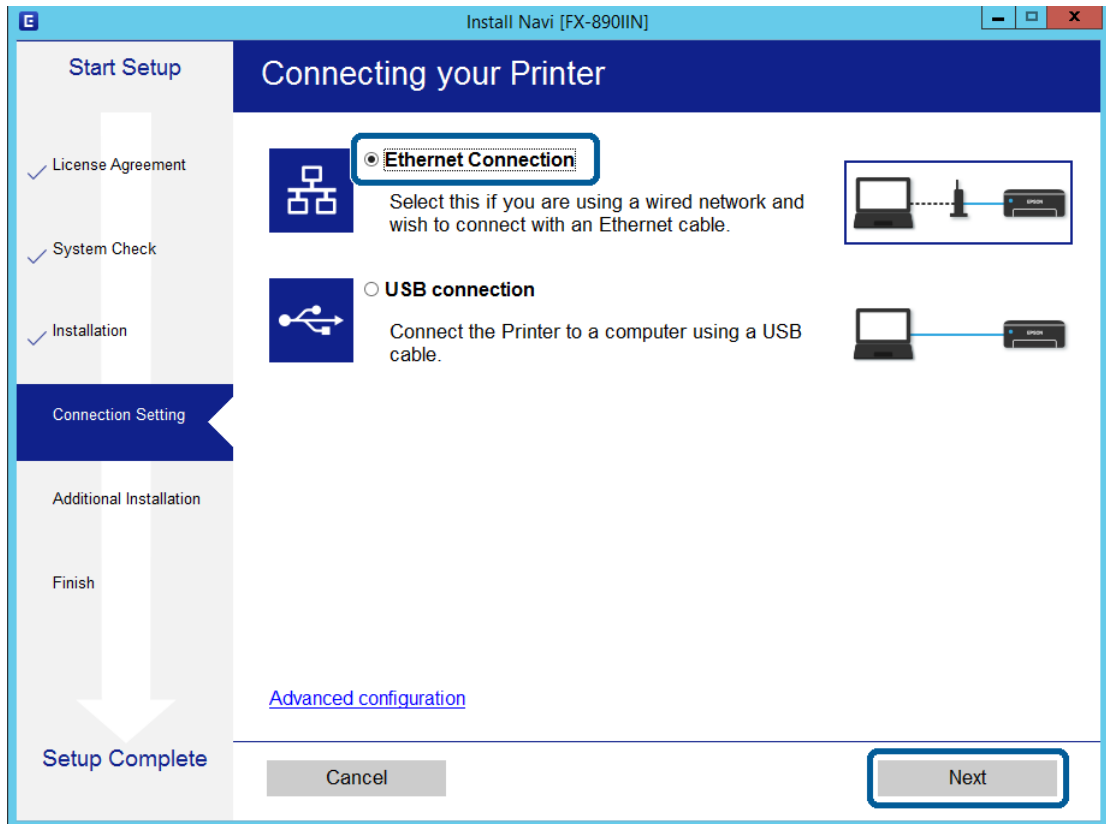 Install Navi [FX-890IIN]
Start Setup
License Agreement
System Check
Installation
Connection Setting
Additional Installation
Finish
Setup Complete
Connecting your Printer
Ethernet Connection
Select this if you are using a wired network and
wish to connect with an Ethernet cable.
EPSON
USB connection
Connect the Printer to a computer using a USB
cable.
EPSON
Advanced configuration
Cancel
Next